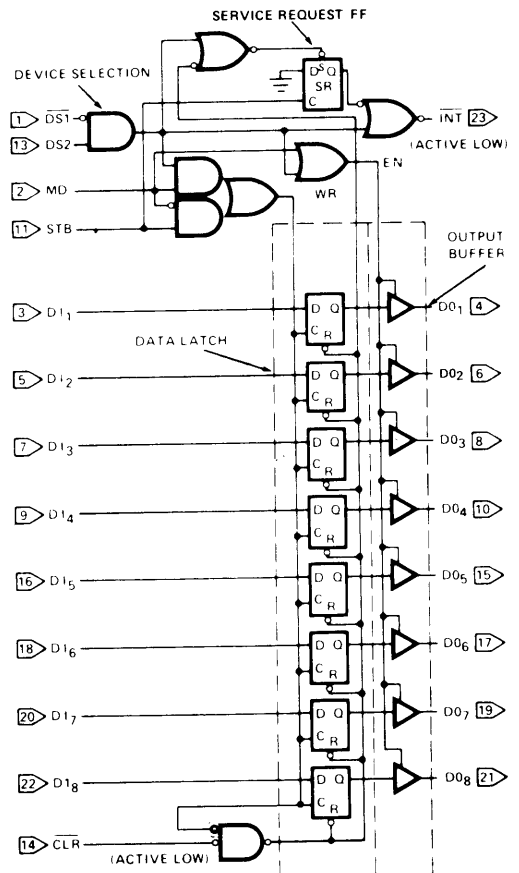 SERVICE REQUEST FF
DEVICE SELECTION
S
D Q
SR
C
1 DS1
13 DS2
INT 23
(ACTIVE LOW)
2 MD
EN
WR
11 STB
OUTPUT
BUFFER
3 DI1
D Q
C
R
DO1 4
DATA LATCH
5 DI2
D Q
C
R
DO2 6
7 DI3
D Q
C
R
DO3 8
9 DI4
D Q
C
R
DO4 10
16 DI5
D Q
C
R
DO5 15
18 DI6
D Q
C
R
DO6 17
20 DI7
D Q
C
R
DO7 19
22 DI8
D Q
C
R
DO8 21
14 CLR
(ACTIVE LOW)